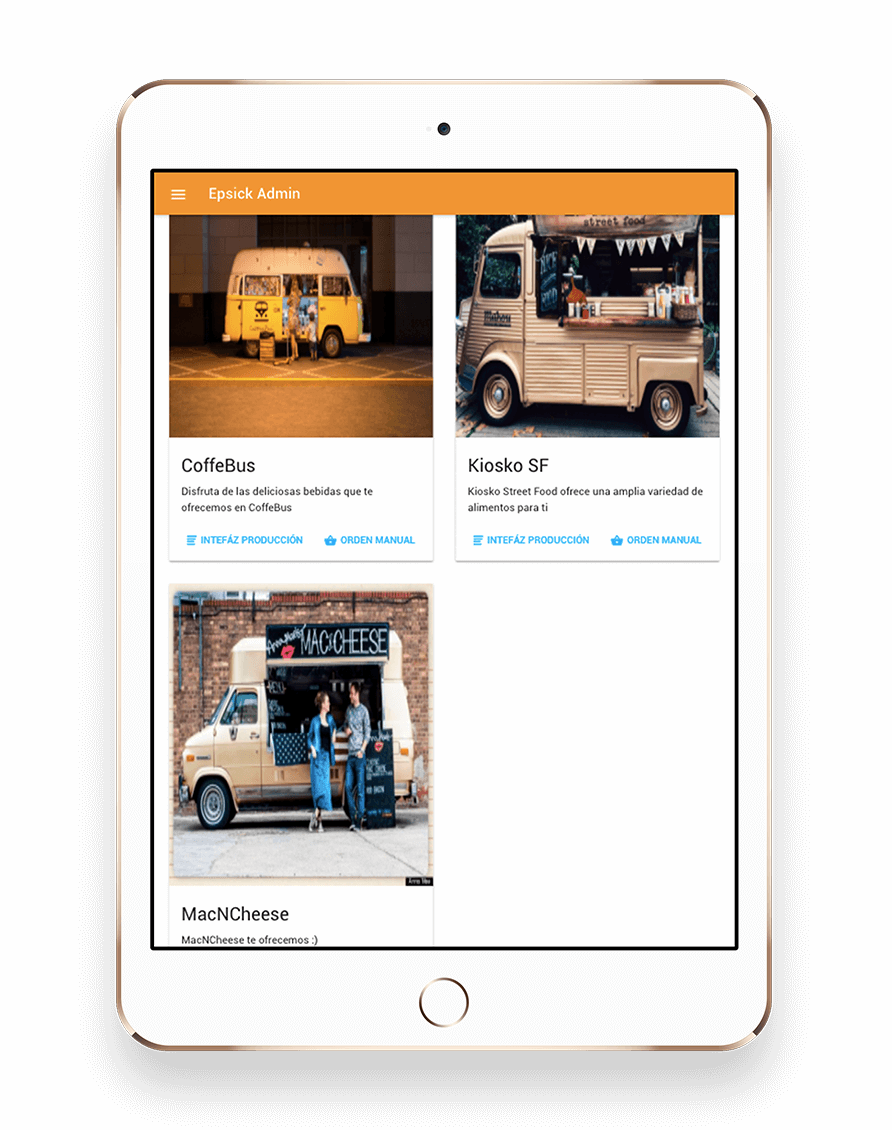 Epsick Admin
street food
CoffeBus
Disfruta de las deliciosas bebidas que te
ofrecemos en CoffeBus
INTEFÁZ PRODUCCIÓN
ORDEN MANUAL
Kiosko SF
Kiosko Street Food ofrece una amplia variedad de
alimentos para ti
INTEFÁZ PRODUCCIÓN
ORDEN MANUAL
MAC&CHEESE
MENU
MacNCheese
MacNCheese te ofrecemos :)